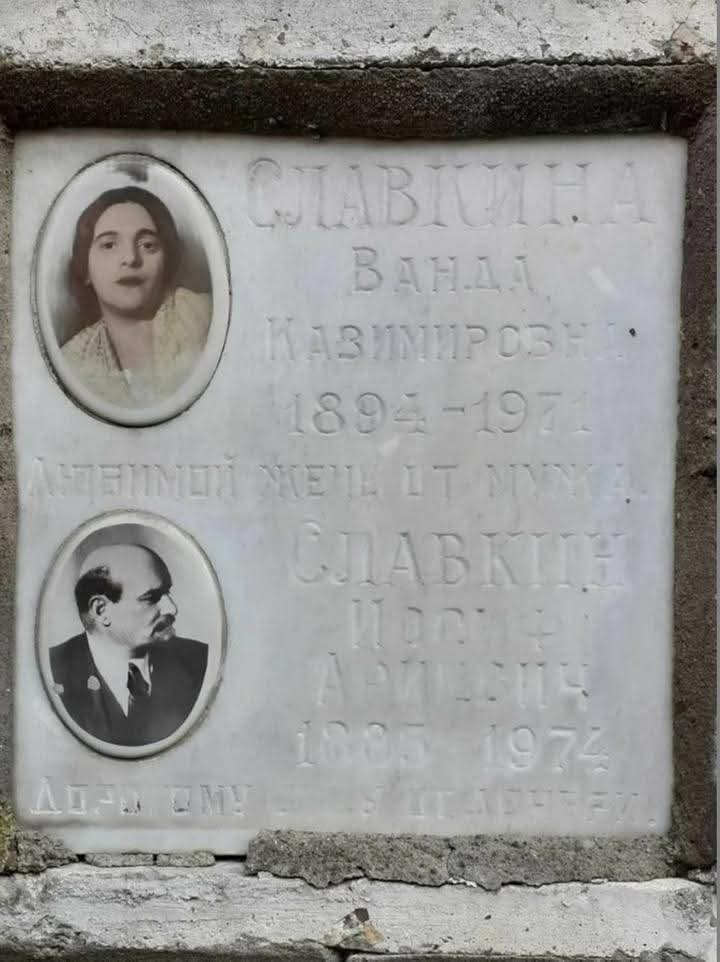 СЛАВКИНА
ВАНДА
КАЗИМИРОВНА
1894-1971
ЛЮБИМОЙ ЖЕНЕ ОТ МУЖА.
СЛАВКИН
ИОСИФ
1885-1974
ДОРОГОМУ